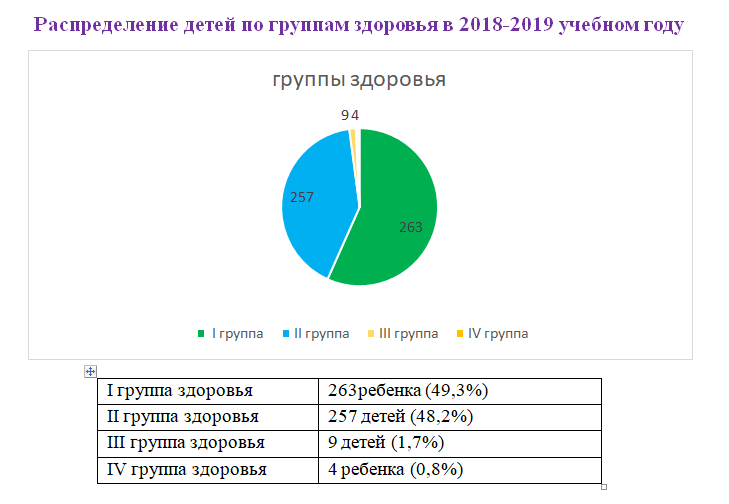 Распределение детей по группам здоровья в 2018-2019 учебном году
группы здоровья
9 4
257
263
I группа II группа III группа IV группа
I группа здоровья 263ребенка (49,3%)
II группа здоровья 257 детей (48,2%)
III группа здоровья 9 детей (1,7%)
IV группа здоровья 4 ребенка (0,8%)